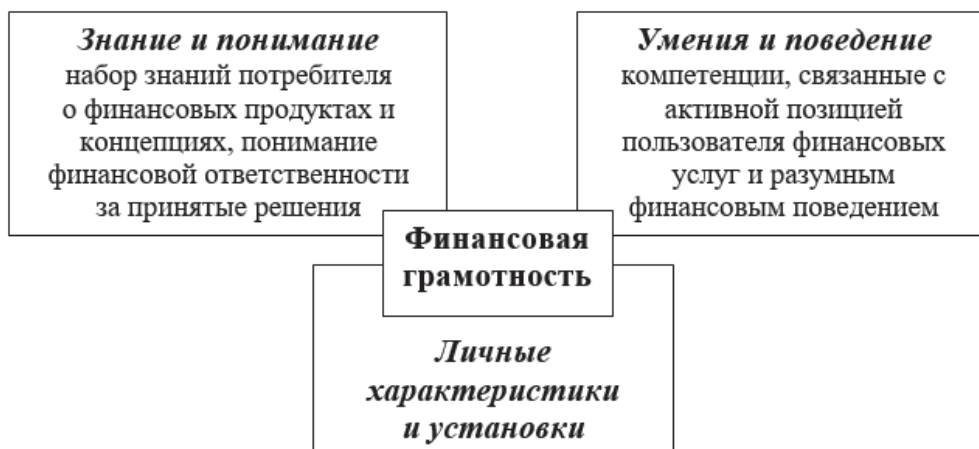 Знание и понимание
набор знаний потребителя
о финансовых продуктах и
концепциях, понимание
финансовой ответственности
за принятые решения
Умения и поведение
компетенции, связанные с
активной позицией
пользователя финансовых
услуг и разумным
финансовым поведением
Финансовая
грамотность
Личные
характеристики
и установки